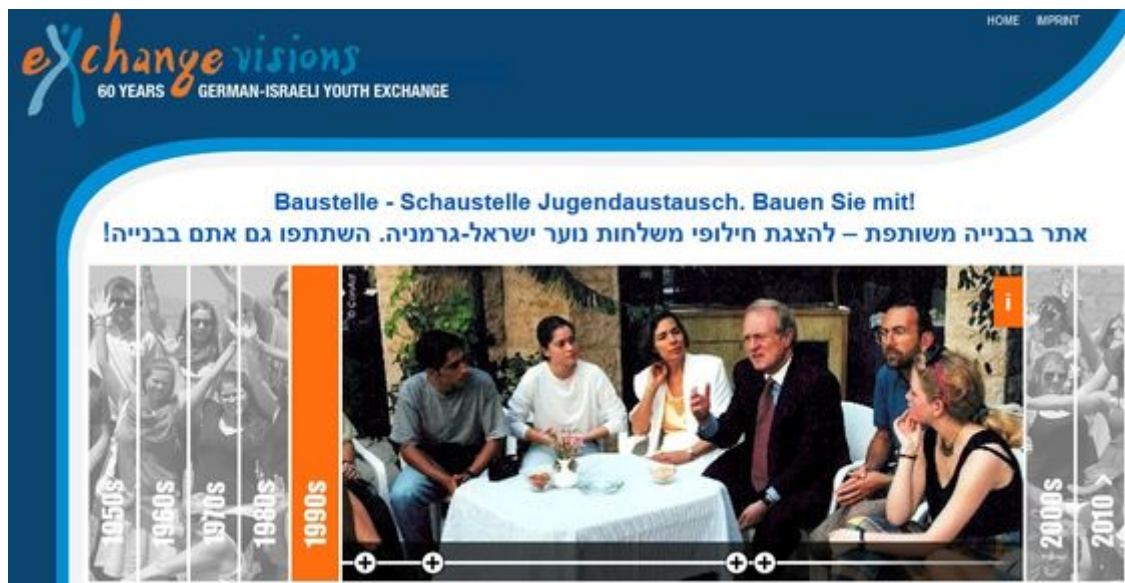 HOME IMPRINT
eXchange visions
60 YEARS GERMAN-ISRAELI YOUTH EXCHANGE
Baustelle - Schaustelle Jugendaustausch. Bauen Sie mit!
אתר בבנייה משותפת – להצגת חילופי משלחות נוער ישראל-גרמניה. השתתפו גם אתם בבנייה!
© ConAct
i
1950s
1960s
1970s
1980s
1990s
2000s
2010 >